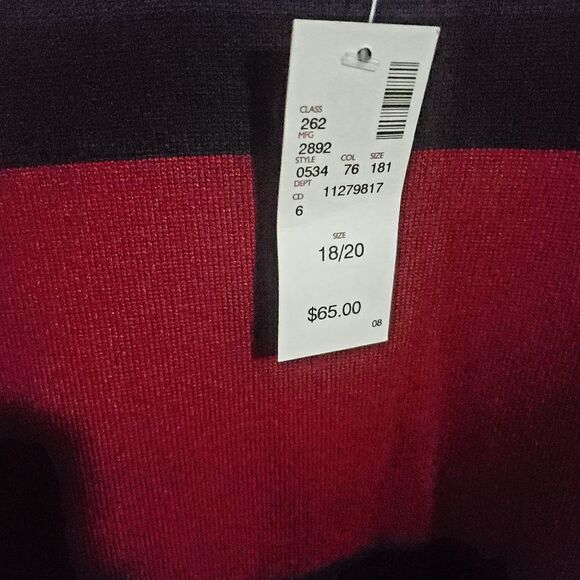 CLASS
262
MFG
2892
STYLE COL SIZE
0534 76 181
DEPT 11279817
CD
6
SIZE
18/20
$65.00
08